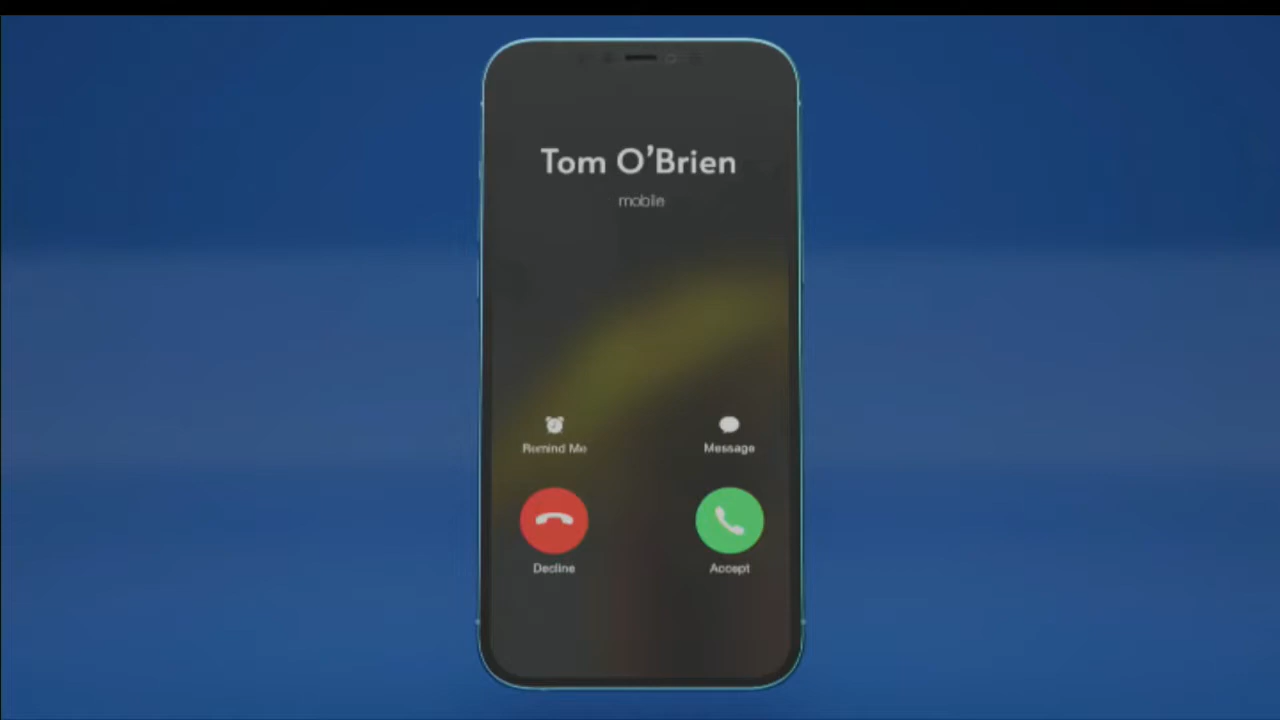 Tom O’Brien
mobile
Remind Me
Message
Decline
Accept